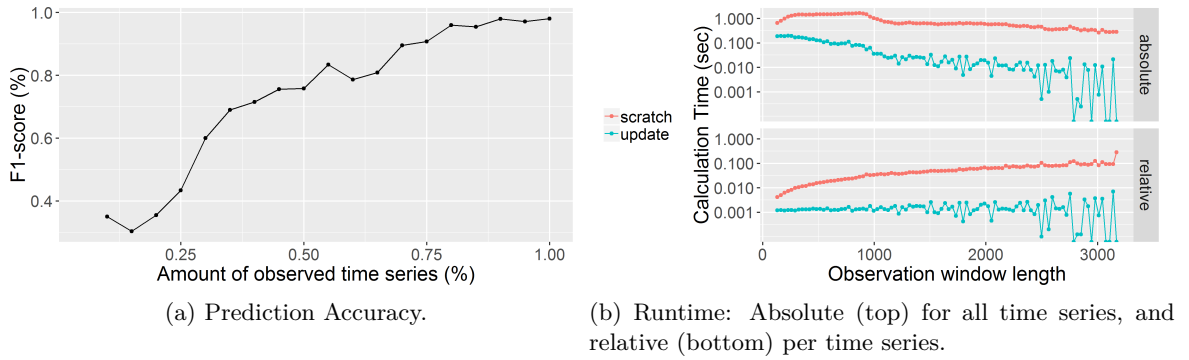 F1-score (%)
1.0
0.8
0.6
0.4
0.25
0.50
0.75
1.00
Amount of observed time series (%)
(a) Prediction Accuracy.
scratch
update
Calculation Time (sec)
1.000
0.100
0.010
0.001
absolute
1.000
0.100
0.010
0.001
relative
0
1000
2000
3000
Observation window length
(b) Runtime: Absolute (top) for all time series, and
relative (bottom) per time series.